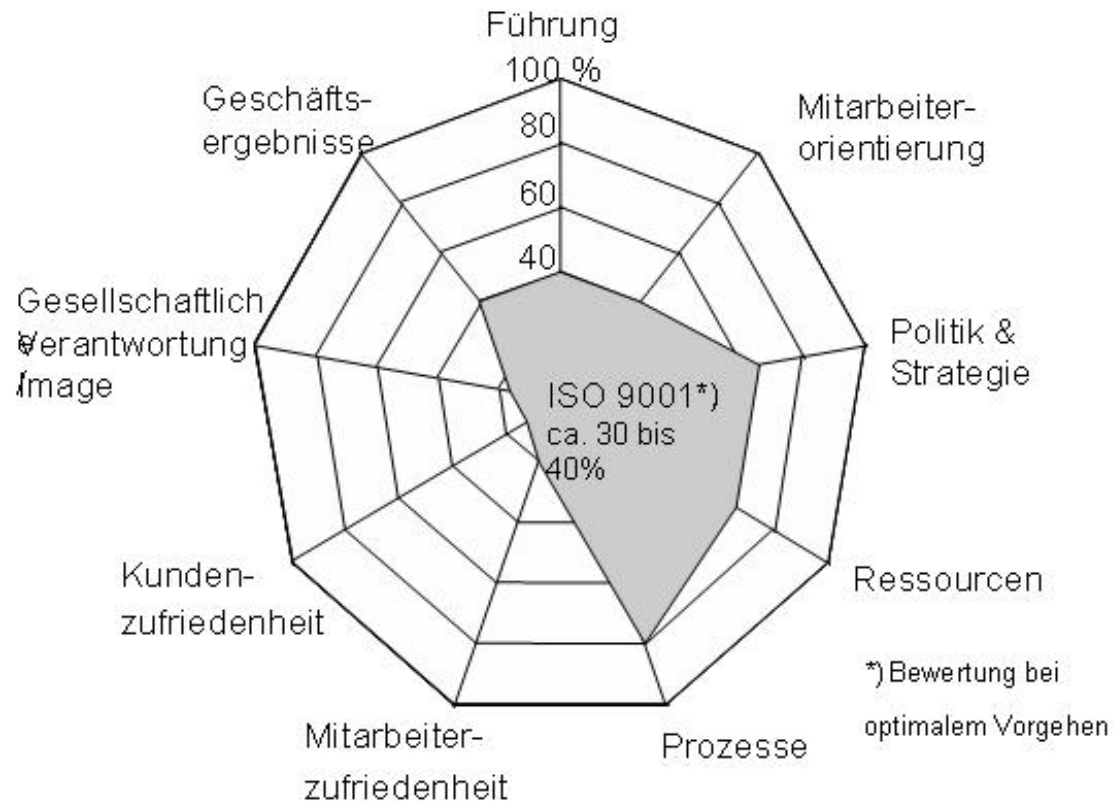 Führung
100 %
80
60
40
Mitarbeiter-
orientierung
Politik &
Strategie
Ressourcen
Prozesse
Mitarbeiter-
zufriedenheit
Kunden-
zufriedenheit
Gesellschaftlich
e
Verantwortung
/
Image
Geschäfts-
ergebnisse
ISO 9001*)
ca. 30 bis
40%
*) Bewertung bei
optimalem Vorgehen